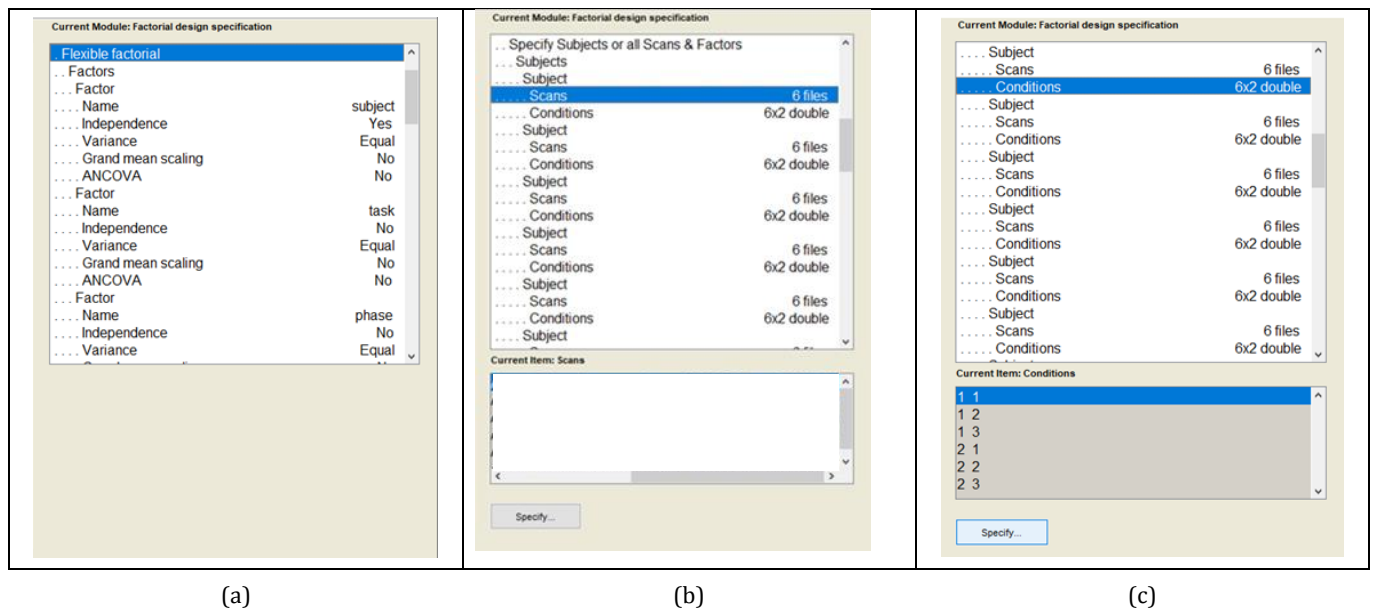 Current Module: Factorial design specification
. Flexible factorial
. . Factors
. . . Factor
. . . . Name subject
. . . . Independence Yes
. . . . Variance Equal
. . . . Grand mean scaling No
. . . . ANCOVA No
. . . Factor
. . . . Name task
. . . . Independence No
. . . . Variance Equal
. . . . Grand mean scaling No
. . . . ANCOVA No
. . . Factor
. . . . Name phase
. . . . Independence No
. . . . Variance Equal
(a)
Current Module: Factorial design specification
. . Specify Subjects or all Scans & Factors
. . . Subjects
. . . . Subject
. . . . . Scans 6 files
. . . . . Conditions 6x2 double
. . . . Subject
. . . . . Scans 6 files
. . . . . Conditions 6x2 double
. . . . Subject
. . . . . Scans 6 files
. . . . . Conditions 6x2 double
. . . . Subject
. . . . . Scans 6 files
. . . . . Conditions 6x2 double
. . . . Subject
. . . . . Scans 6 files
. . . . . Conditions 6x2 double
. . . . Subject
Current Item: Scans
Specify...
(b)
Current Module: Factorial design specification
. . . . Subject
. . . . . Scans 6 files
. . . . . Conditions 6x2 double
. . . . Subject
. . . . . Scans 6 files
. . . . . Conditions 6x2 double
. . . . Subject
. . . . . Scans 6 files
. . . . . Conditions 6x2 double
. . . . Subject
. . . . . Scans 6 files
. . . . . Conditions 6x2 double
. . . . Subject
. . . . . Scans 6 files
. . . . . Conditions 6x2 double
. . . . Subject
. . . . . Scans 6 files
. . . . . Conditions 6x2 double
Current Item: Conditions
1 1
1 2
1 3
2 1
2 2
2 3
Specify...
(c)